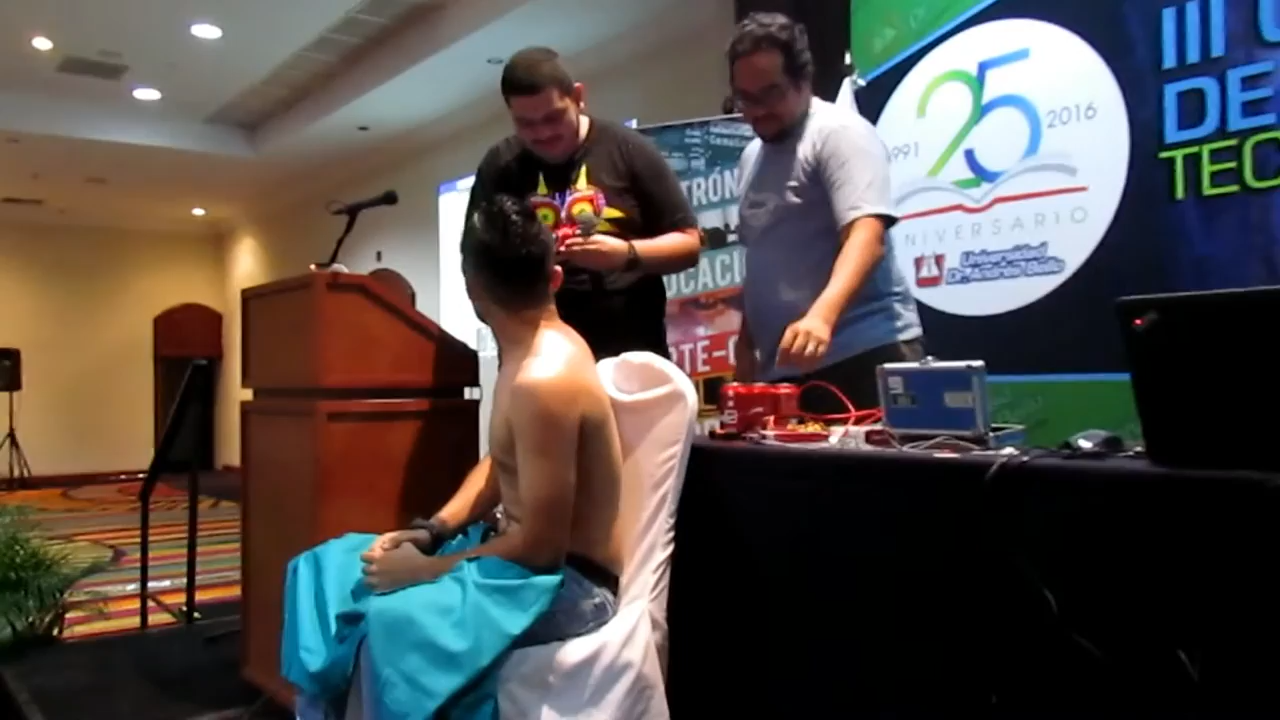 25
1991
2016
ANIVERSARIO
Universidad
Dr. Andrés Bello
III
DE
TEC
TRÓN
UCACI
RTE-